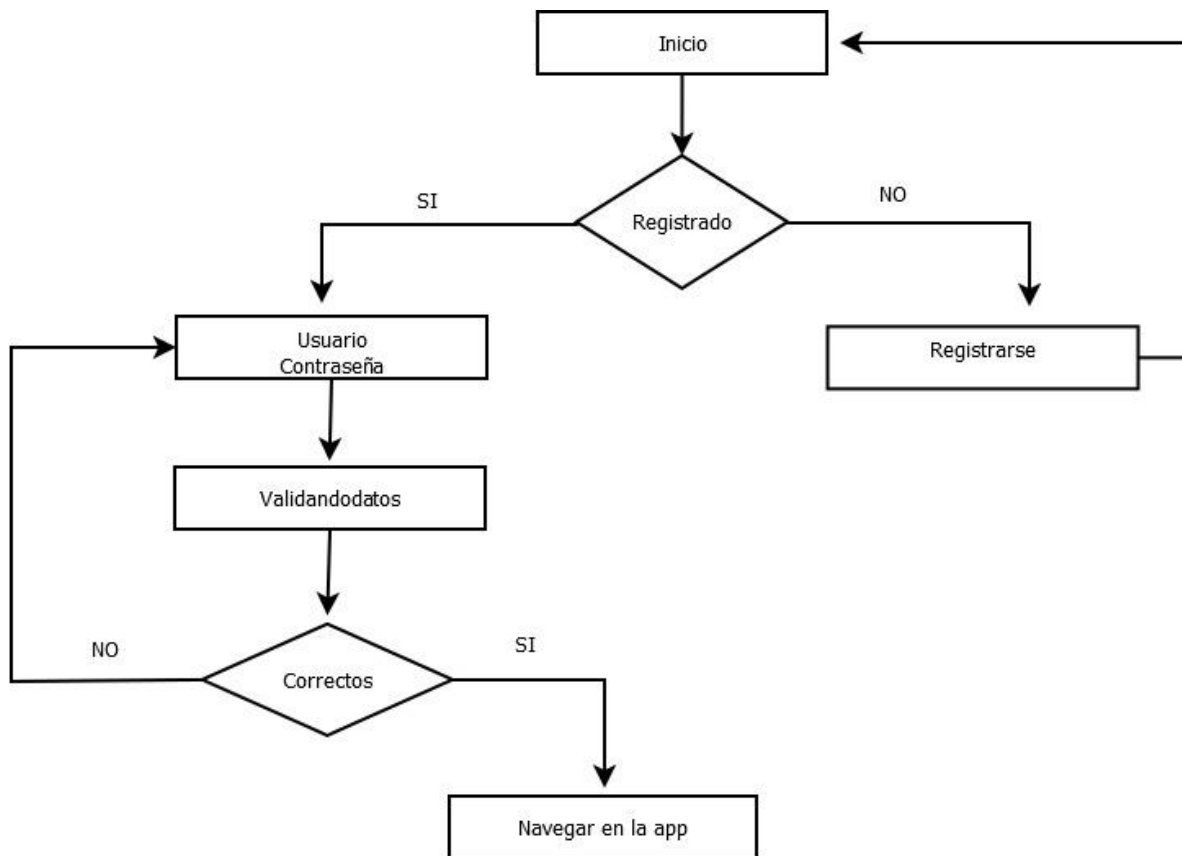 Inicio
SI
NO
Registrado
Usuario
Contraseña
Registrarse
Validandodatos
NO
SI
Correctos
Navegar en la app